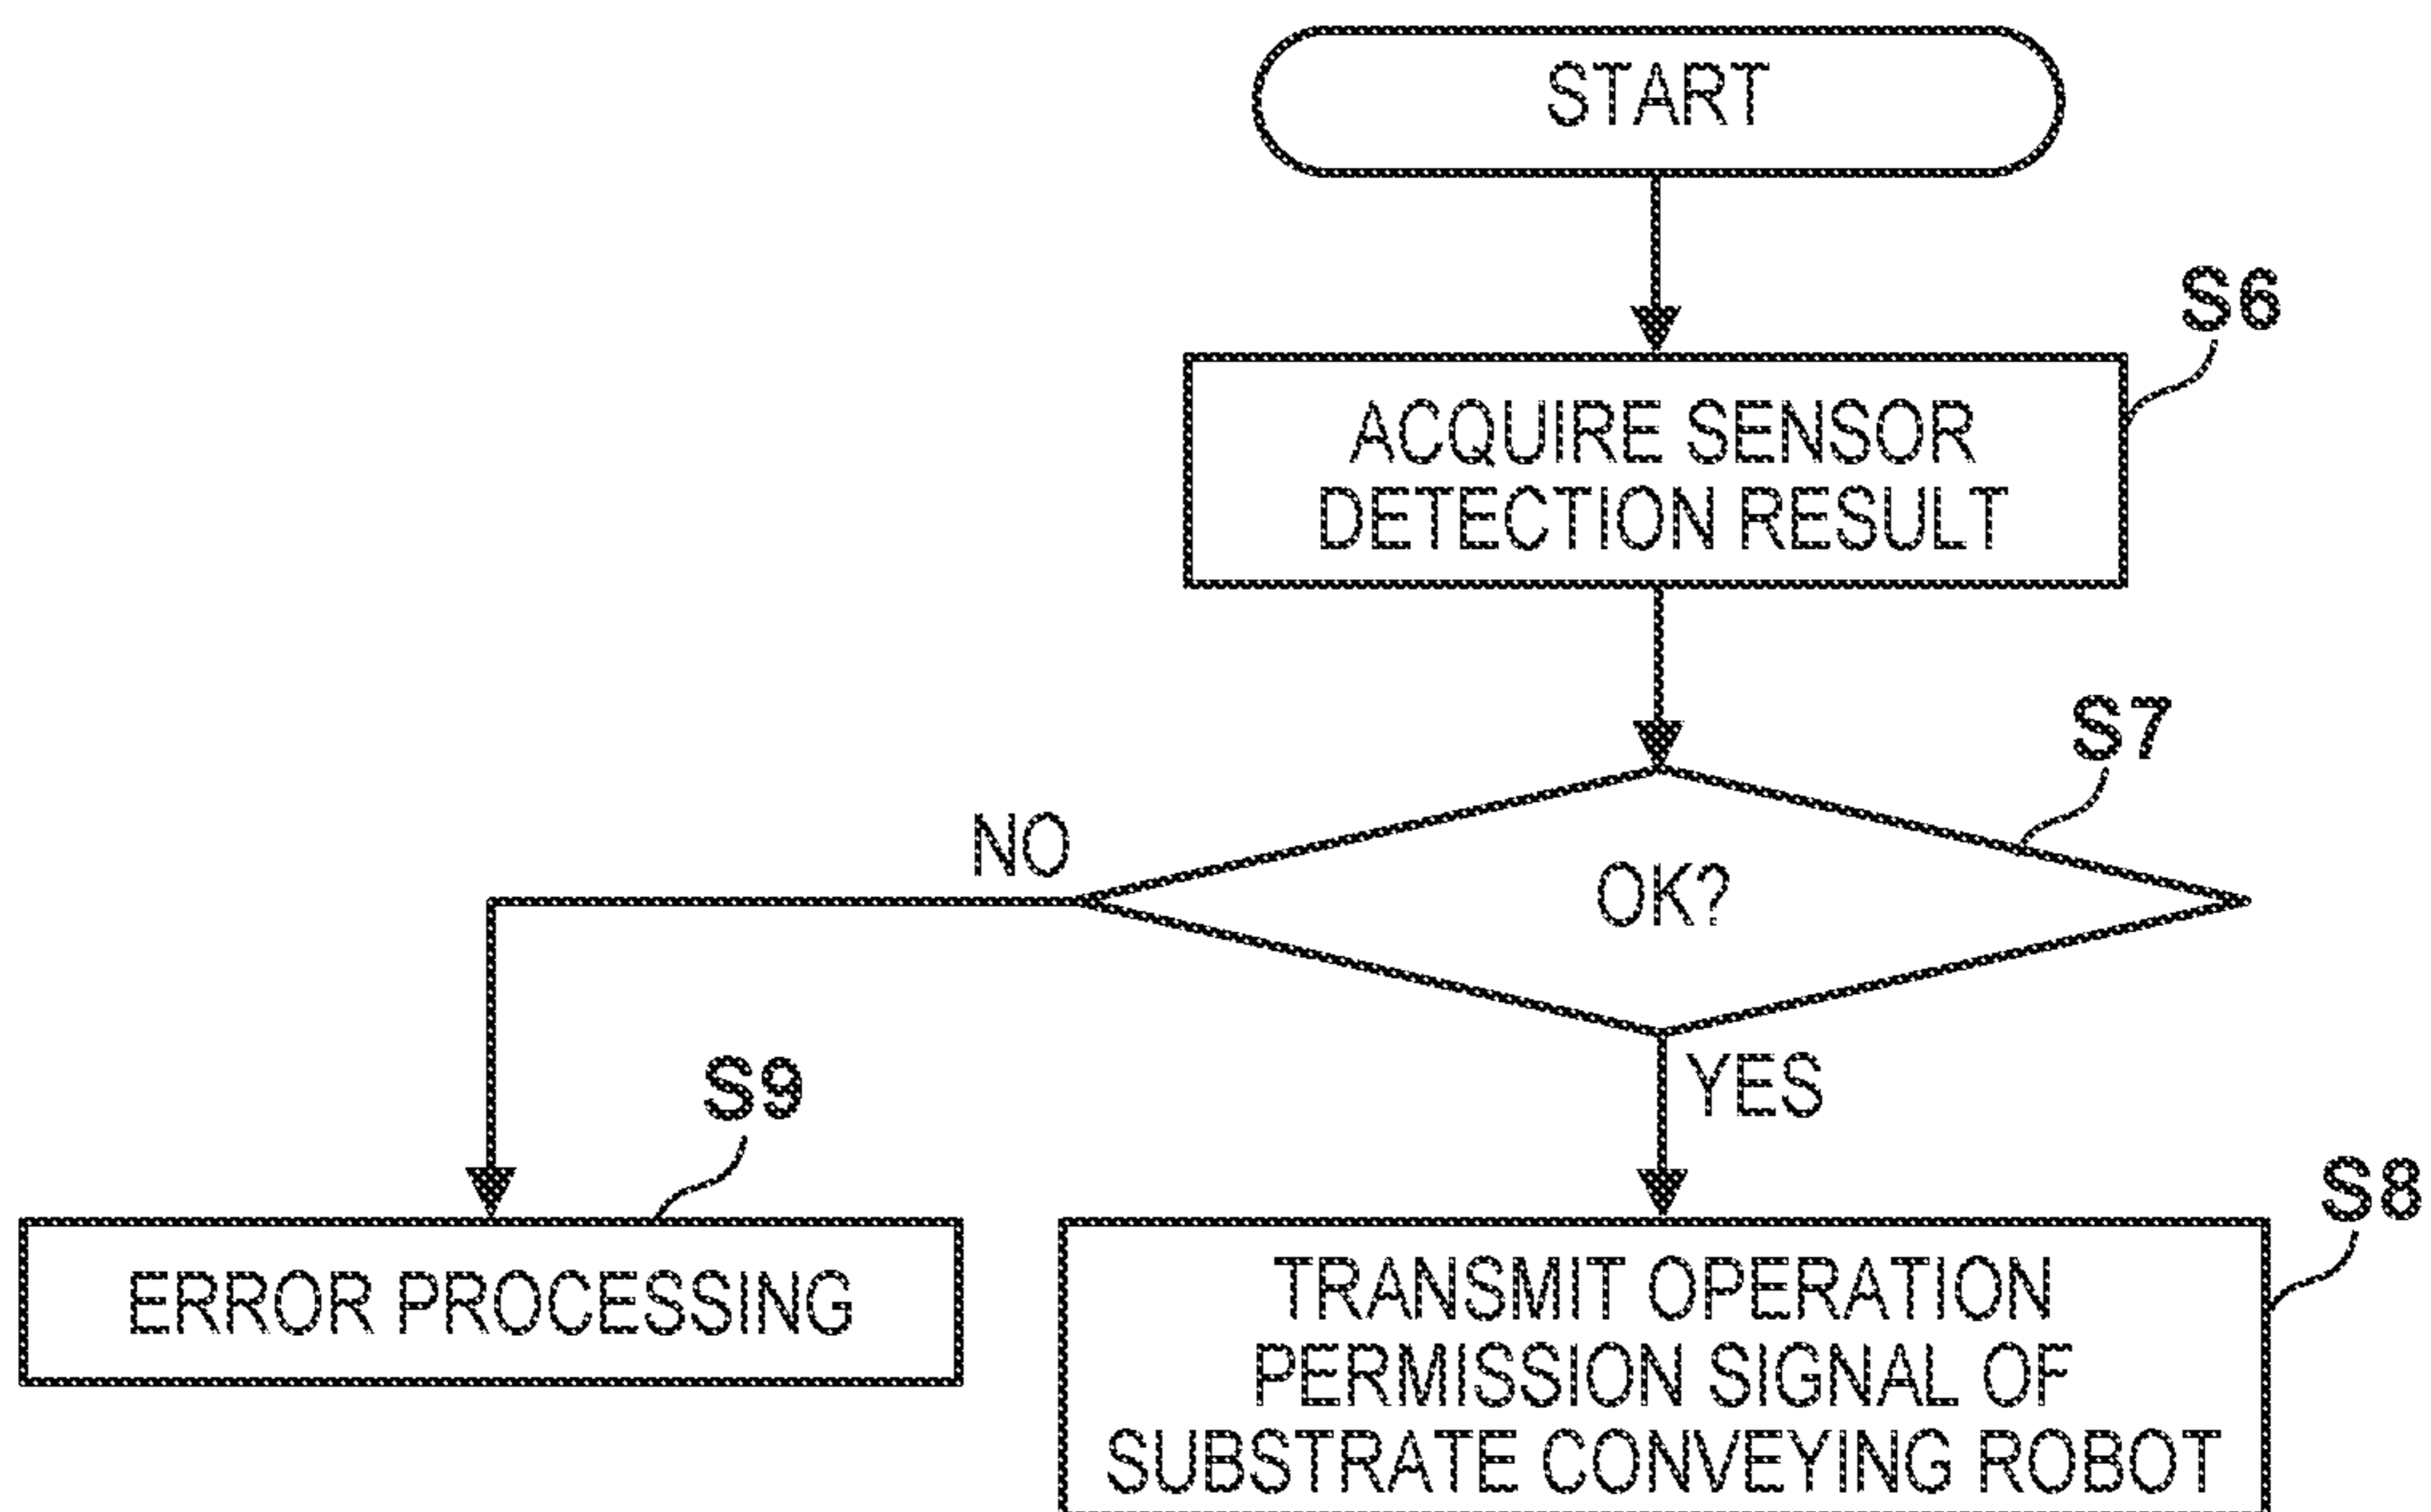 START
S6
ACQUIRE SENSOR
DETECTION RESULT
S7
NO
OK?
YES
S9
ERROR PROCESSING
S8
TRANSMIT OPERATION
PERMISSION SIGNAL OF
SUBSTRATE CONVEYING ROBOT